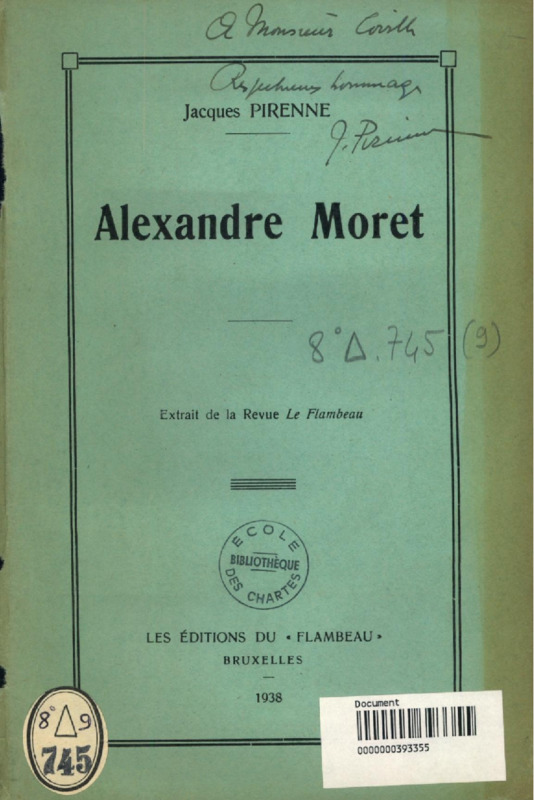 A Monsieur Coville
Respectueux hommage
Jacques PIRENNE
J. Pirenne
Alexandre Moret
8° Δ. 745 (9)
Extrait de la Revue Le Flambeau
ÉCOLE
BIBLIOTHÈQUE
DES CHARTES
LES ÉDITIONS DU « FLAMBEAU »
BRUXELLES
1938
8° Δ 9
745
Document
0000000393355